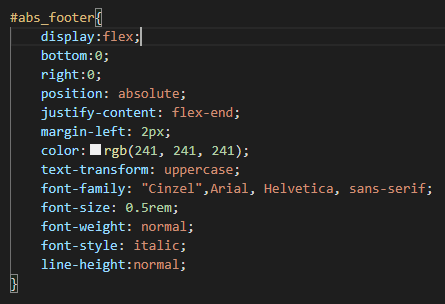 #abs_footer{
    display:flex;
    bottom:0;
    right:0;
    position: absolute;
    justify-content: flex-end;
    margin-left: 2px;
    color:rgb(241, 241, 241);
    text-transform: uppercase;
    font-family: "Cinzel",Arial, Helvetica, sans-serif;
    font-size: 0.5rem;
    font-weight: normal;
    font-style: italic;
    line-height:normal;
}